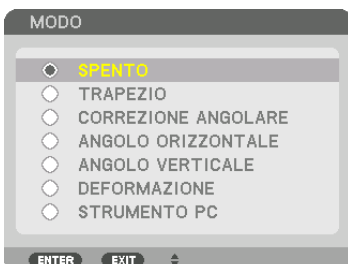 MODO
SPENTO
TRAPEZIO
CORREZIONE ANGOLARE
ANGOLO ORIZZONTALE
ANGOLO VERTICALE
DEFORMAZIONE
STRUMENTO PC
ENTER EXIT